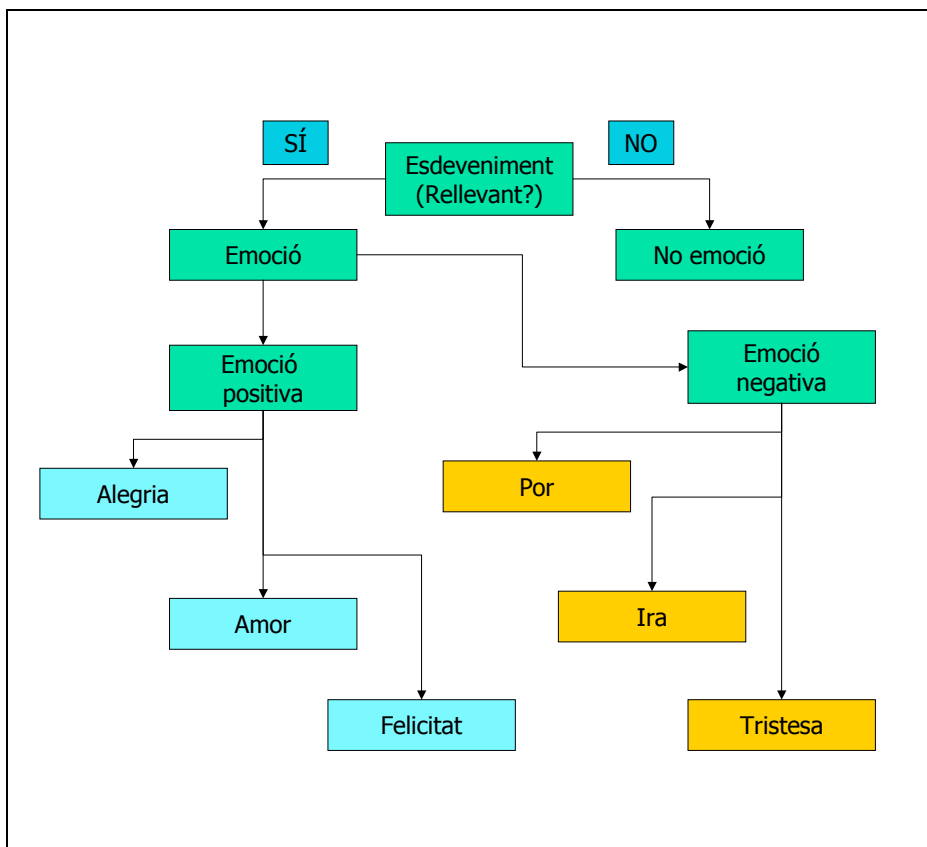 SÍ
NO
Esdeveniment
(Rellevant?)
Emoció
No emoció
Emoció
positiva
Emoció
negativa
Alegria
Por
Amor
Ira
Felicitat
Tristesa